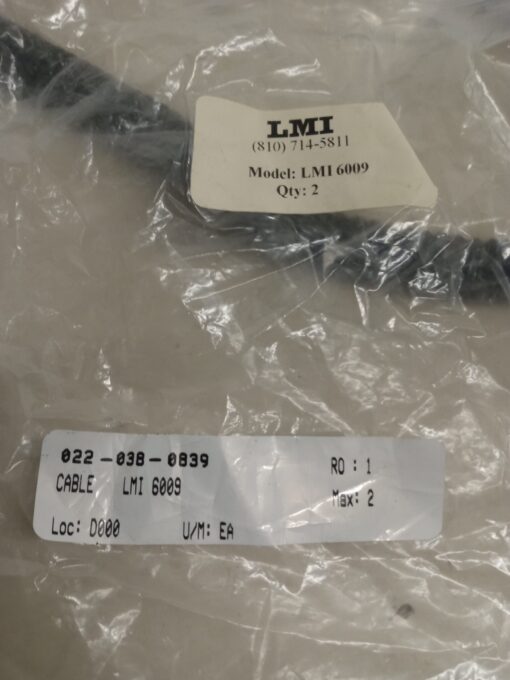 LMI
(810) 714-5811
Model: LMI 6009
Qty: 2
022-038-0839
RO : 1
CABLE LMI 6009
Max: 2
Loc: D000 U/M: EA